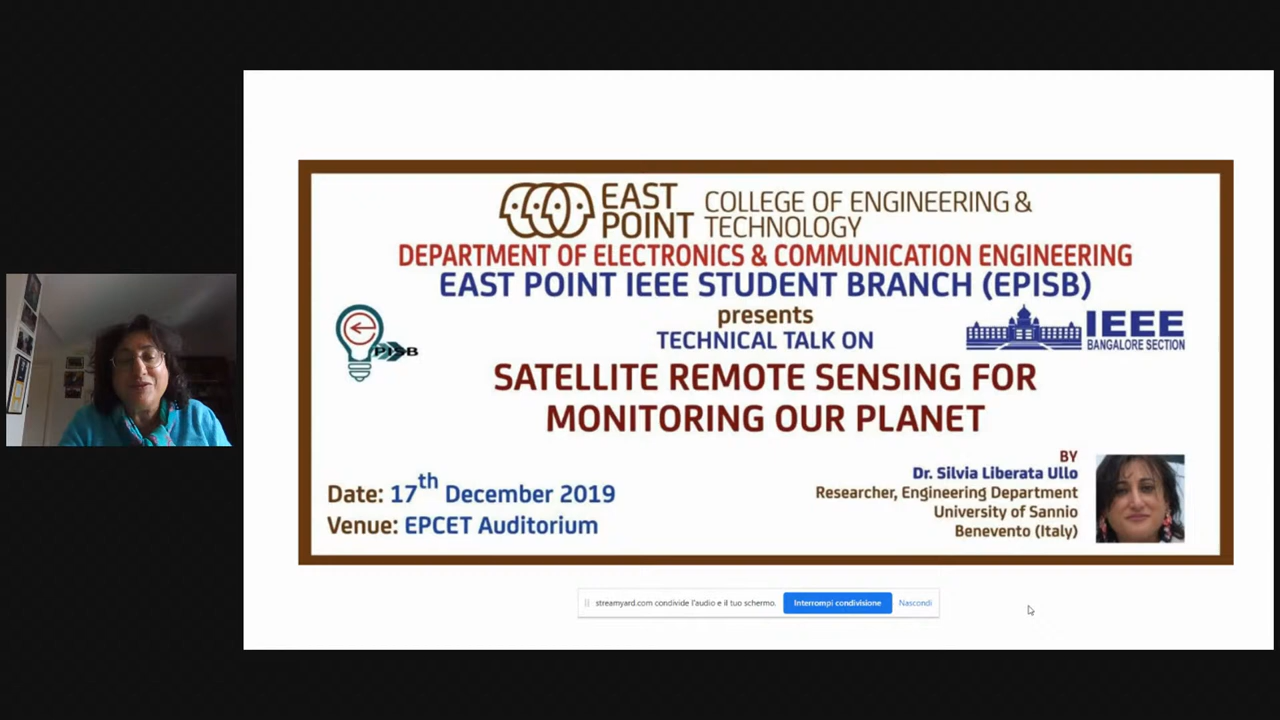 EAST POINT
COLLEGE OF ENGINEERING & TECHNOLOGY
DEPARTMENT OF ELECTRONICS & COMMUNICATION ENGINEERING
EAST POINT IEEE STUDENT BRANCH (EPISB)
presents
TECHNICAL TALK ON
PISB
IEEE
BANGALORE SECTION
SATELLITE REMOTE SENSING FOR
MONITORING OUR PLANET
BY
Dr. Silvia Liberata Ullo
Researcher, Engineering Department
University of Sannio
Benevento (Italy)
Date: 17th December 2019
Venue: EPCET Auditorium
streamyard.com condivide l'audio e il tuo schermo. Interrompi condivisione Nascondi